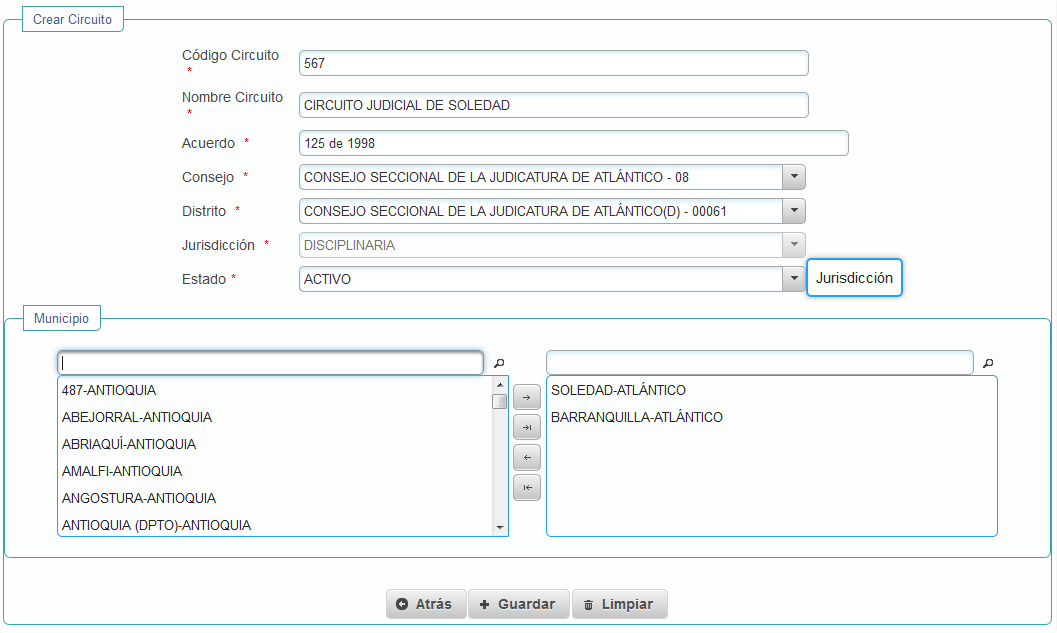 Crear Circuito
Código Circuito
*
567
Nombre Circuito
*
CIRCUITO JUDICIAL DE SOLEDAD
Acuerdo *
125 de 1998
Consejo *
CONSEJO SECCIONAL DE LA JUDICATURA DE ATLÁNTICO - 08
Distrito *
CONSEJO SECCIONAL DE LA JUDICATURA DE ATLÁNTICO(D) - 00061
Jurisdicción *
DISCIPLINARIA
Estado *
ACTIVO
Jurisdicción
Municipio
487-ANTIOQUIA
ABEJORRAL-ANTIOQUIA
ABRIAQUÍ-ANTIOQUIA
AMALFI-ANTIOQUIA
ANGOSTURA-ANTIOQUIA
ANTIOQUIA (DPTO)-ANTIOQUIA
SOLEDAD-ATLÁNTICO
BARRANQUILLA-ATLÁNTICO
Atrás
Guardar
Limpiar